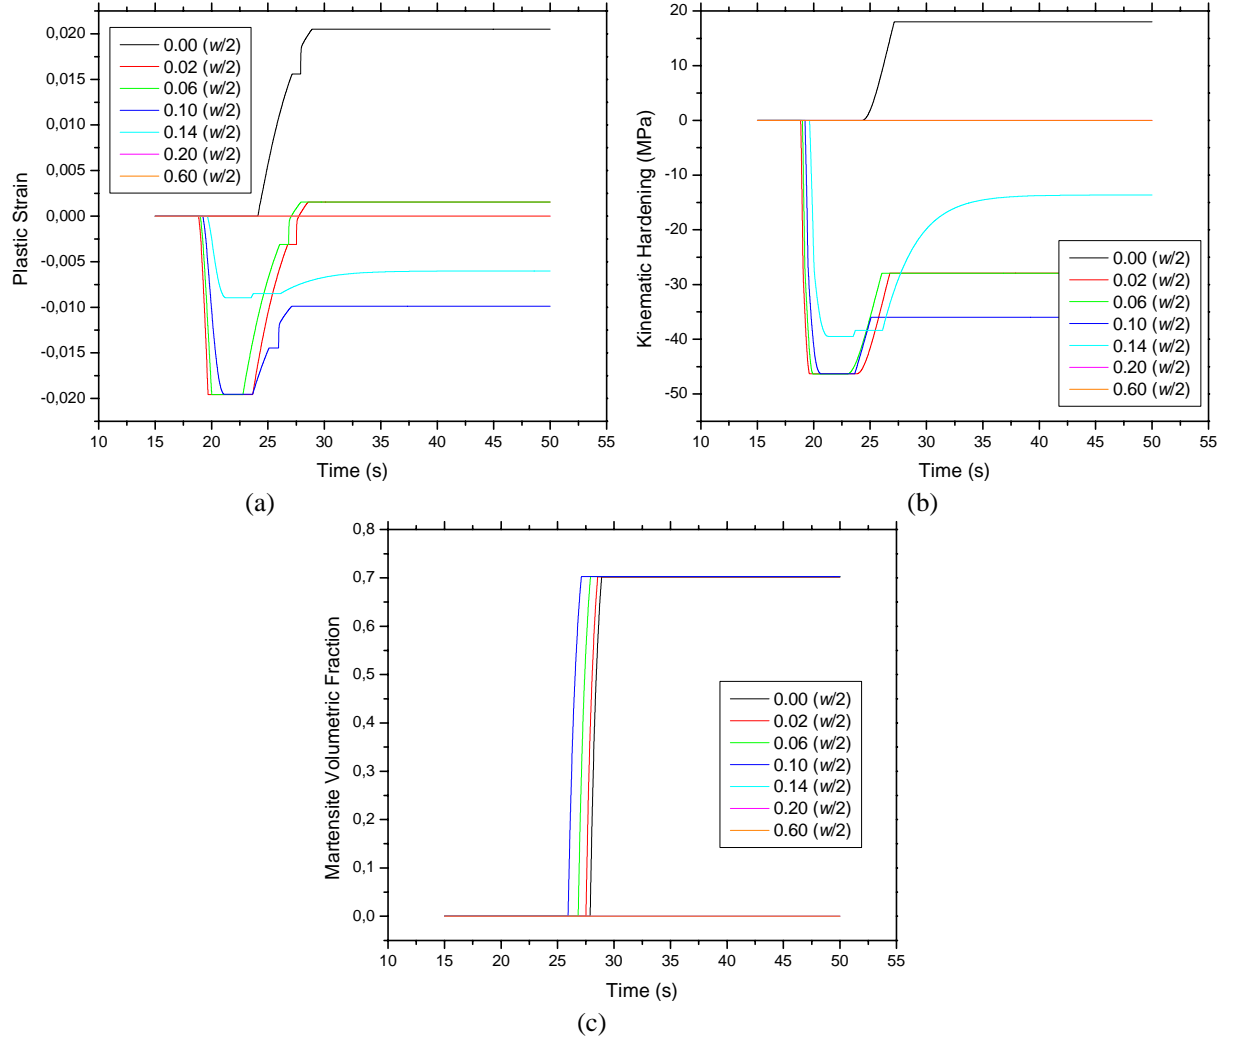 0,020
0,015
0,010
0,005
0,000
-0,005
-0,010
-0,015
-0,020
Plastic Strain
0.00 (w/2)
0.02 (w/2)
0.06 (w/2)
0.10 (w/2)
0.14 (w/2)
0.20 (w/2)
0.60 (w/2)
10 15 20 25 30 35 40 45 50 55
Time (s)
(a)
20
10
0
-10
-20
-30
-40
-50
Kinematic Hardening (MPa)
0.00 (w/2)
0.02 (w/2)
0.06 (w/2)
0.10 (w/2)
0.14 (w/2)
0.20 (w/2)
0.60 (w/2)
10 15 20 25 30 35 40 45 50 55
Time (s)
(b)
0,8
0,7
0,6
0,5
0,4
0,3
0,2
0,1
0,0
Martensite Volumetric Fraction
0.00 (w/2)
0.02 (w/2)
0.06 (w/2)
0.10 (w/2)
0.14 (w/2)
0.20 (w/2)
0.60 (w/2)
10 15 20 25 30 35 40 45 50 55
Time (s)
(c)